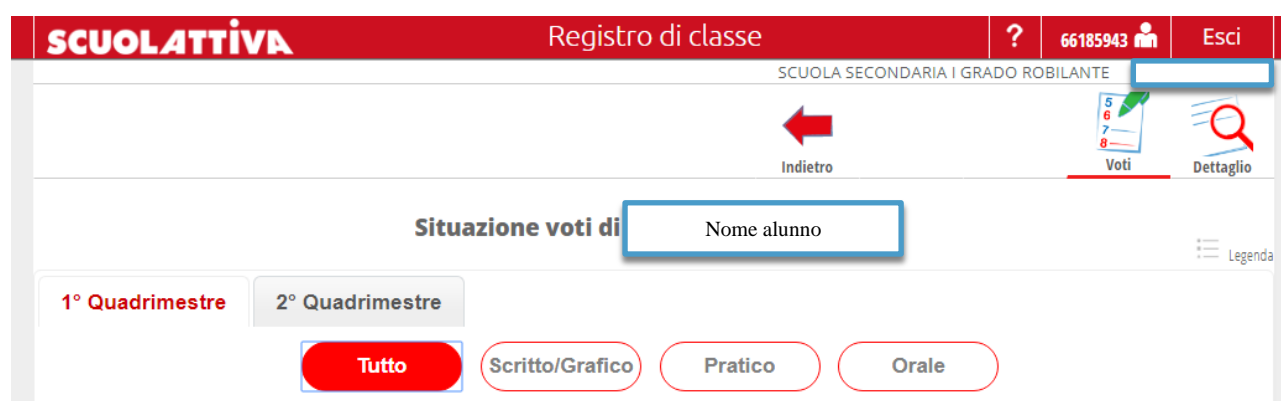 SCUOLATTIVA Registro di classe ? 66185943 Esci
SCUOLA SECONDARIA I GRADO ROBILANTE
5
6
7
8
Indietro Voti Dettaglio
Situazione voti di Nome alunno
Legenda
1° Quadrimestre 2° Quadrimestre
Tutto Scritto/Grafico Pratico Orale